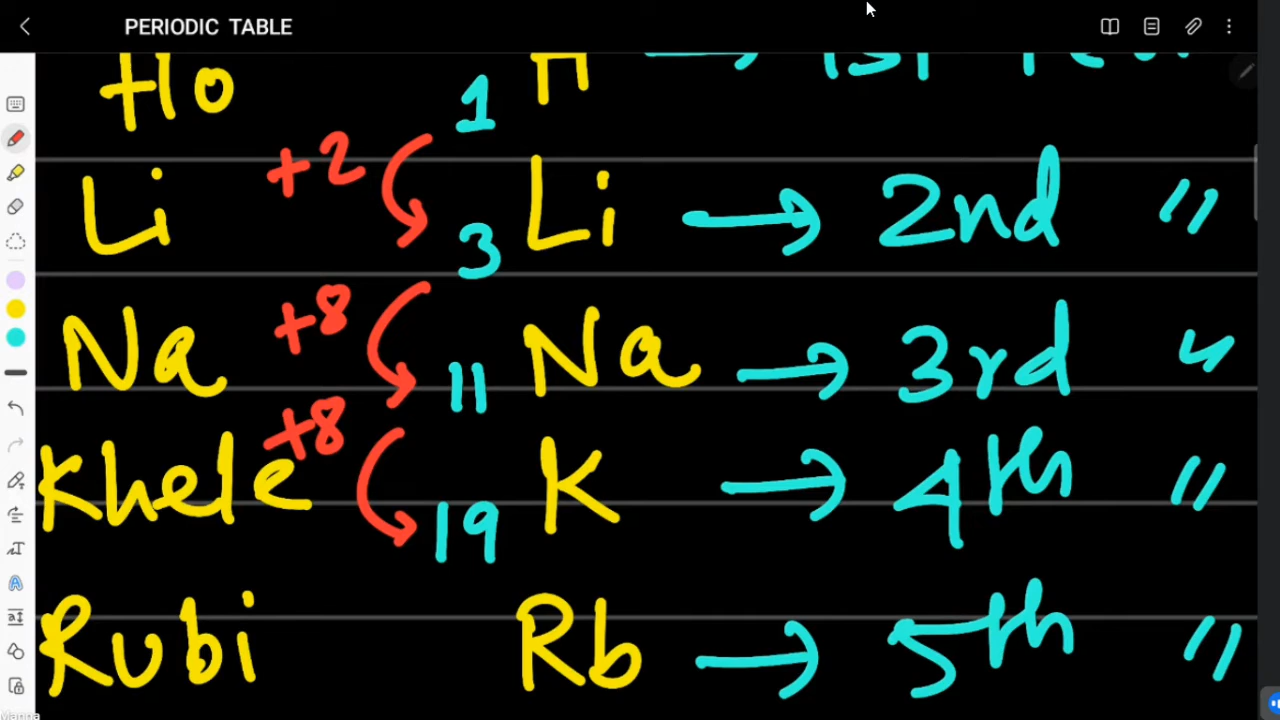 PERIODIC TABLE
Ho H → 1st
1
Li +2 3 Li → 2nd "
Na +8 11 Na → 3rd "
Khele +8 19 K → 4th "
Rubi Rb → 5th "